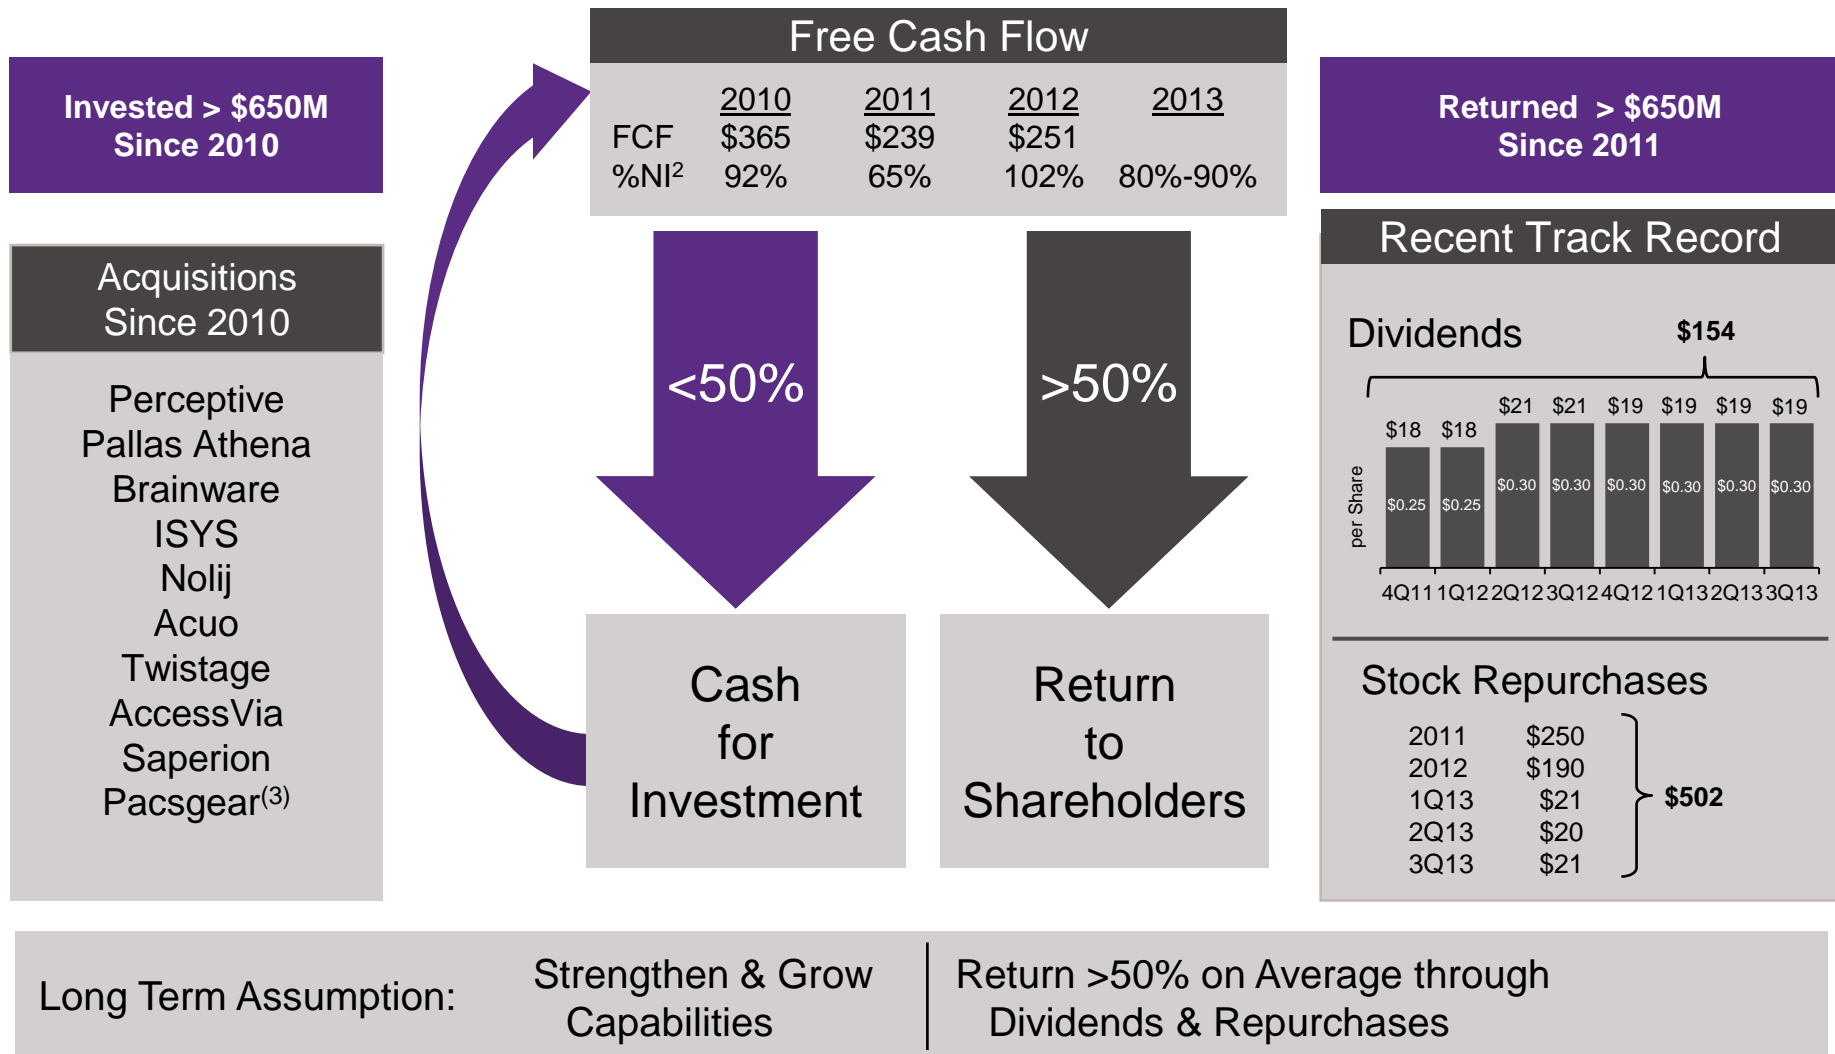 Invested > $650M
Since 2010
Acquisitions
Since 2010
Perceptive
Pallas Athena
Brainware
ISYS
Nolij
Acuo
Twistage
AccessVia
Saperion
Pacsgear(3)
Free Cash Flow
2010 2011 2012 2013
FCF $365 $239 $251
%NI2 92% 65% 102% 80%-90%
<50%
>50%
Cash
for
Investment
Return
to
Shareholders
Returned > $650M
Since 2011
Recent Track Record
Dividends
$154
$18 $18 $21 $21 $19 $19 $19 $19
per Share
$0.25 $0.25 $0.30 $0.30 $0.30 $0.30 $0.30 $0.30
4Q11 1Q12 2Q12 3Q12 4Q12 1Q13 2Q13 3Q13
Stock Repurchases
2011 $250
2012 $190
1Q13 $21
2Q13 $20
3Q13 $21
$502
Long Term Assumption:
Strengthen & Grow
Capabilities
Return >50% on Average through
Dividends & Repurchases